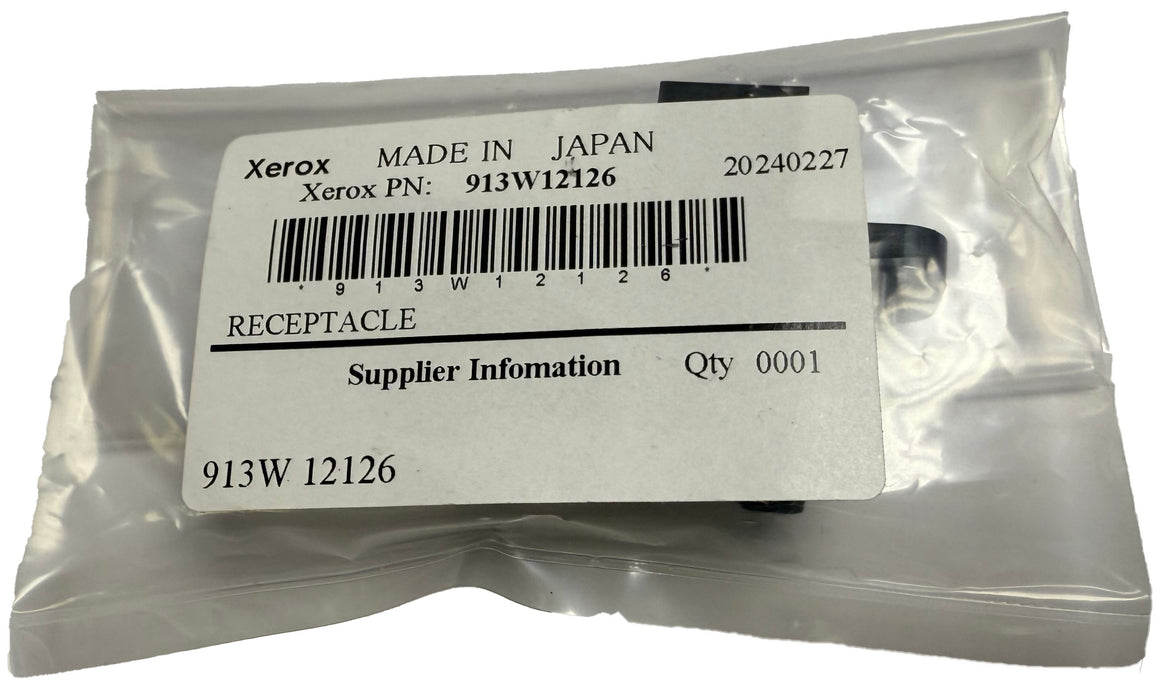 Xerox MADE IN JAPAN
Xerox PN: 913W12126 20240227
*913W12126*
RECEPTACLE
Supplier Infomation Qty 0001
913W 12126